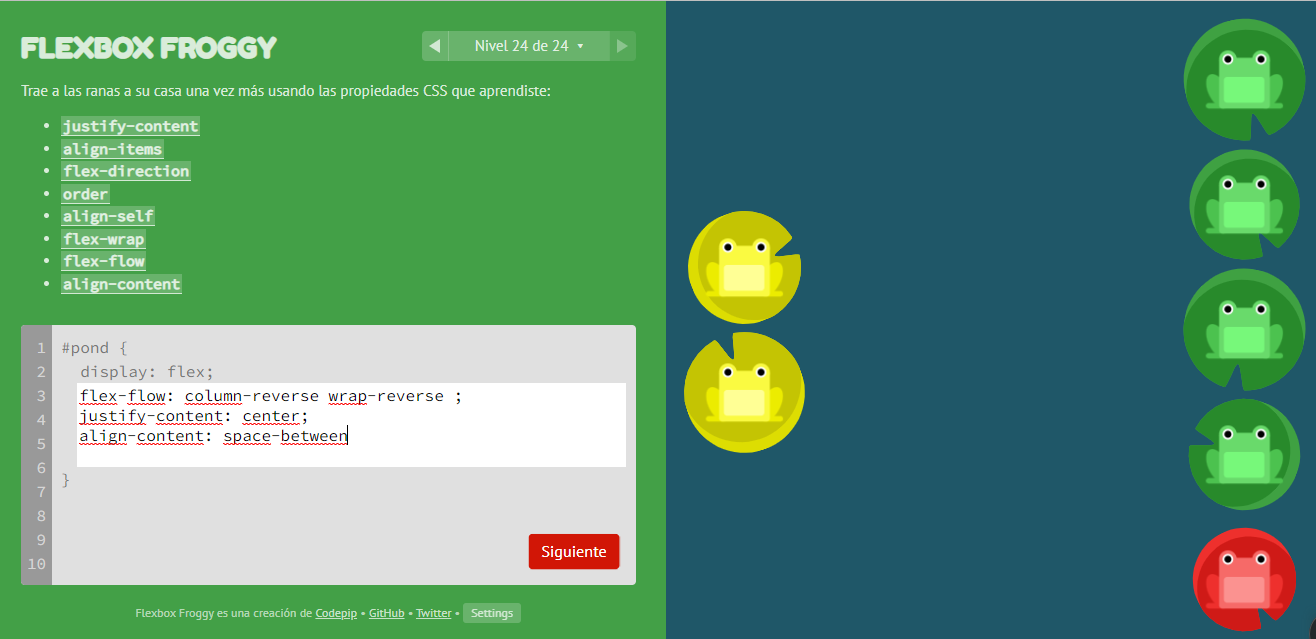 FLEXBOX FROGGY
Nivel 24 de 24
Trae a las ranas a su casa una vez más usando las propiedades CSS que aprendiste:
justify-content
align-items
flex-direction
order
align-self
flex-wrap
flex-flow
align-content
1 #pond {
2 display: flex;
3 flex-flow: column-reverse wrap-reverse ;
4 justify-content: center;
5 align-content: space-between
6
7 }
8
9
10
Siguiente
Flexbox Froggy es una creación de Codepip • GitHub • Twitter • Settings